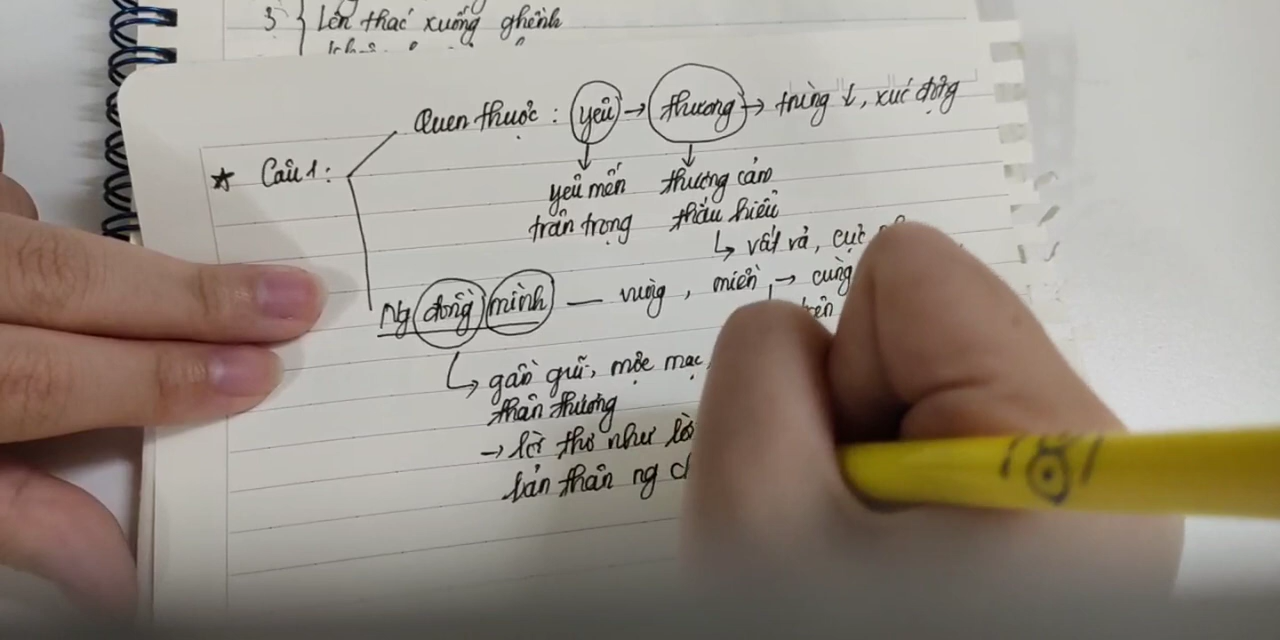 3 } Lên thác xuống ghềnh
Quen thuộc : yêu → thương → trùng ↓, xúc động
★ Câu 1 :
yêu mến thương cảm
trân trọng thấu hiểu
↳ vất vả, cực
Ng đồng mình — vùng, miền → cùng
trên
↳ gần gũi, mộc mạc,
thân thương
→ lời thơ như lời
bản thân ng